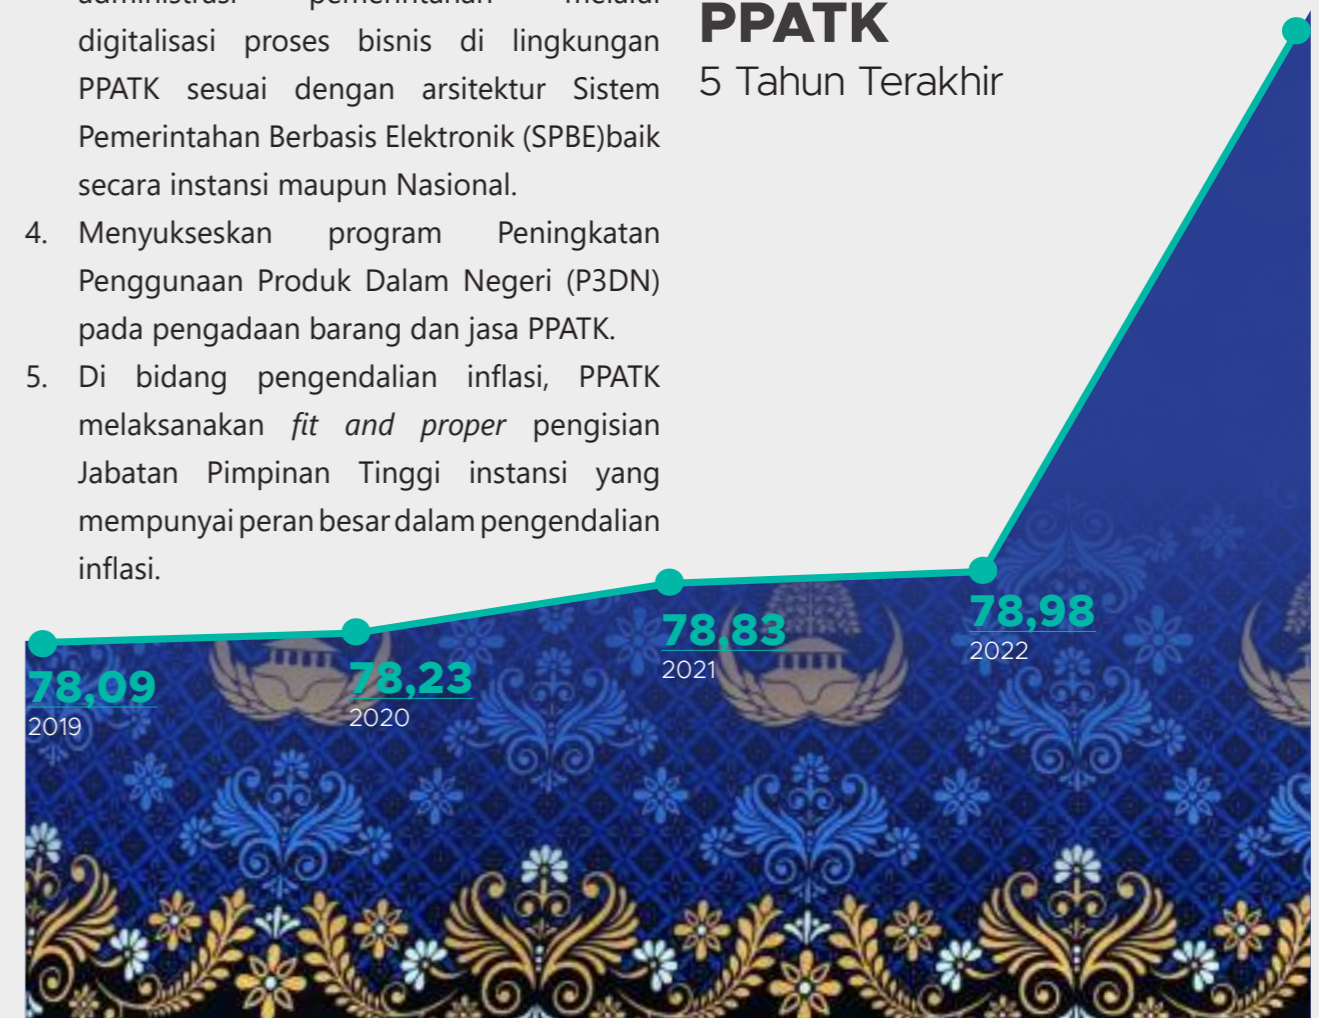 administrasi pemerintahan melalui
digitalisasi proses bisnis di lingkungan
PPATK sesuai dengan arsitektur Sistem
Pemerintahan Berbasis Elektronik (SPBE)baik
secara instansi maupun Nasional.
4. Menyukseskan program Peningkatan
Penggunaan Produk Dalam Negeri (P3DN)
pada pengadaan barang dan jasa PPATK.
5. Di bidang pengendalian inflasi, PPATK
melaksanakan fit and proper pengisian
Jabatan Pimpinan Tinggi instansi yang
mempunyai peran besar dalam pengendalian
inflasi.
PPATK
5 Tahun Terakhir
78,09
2019
78,23
2020
78,83
2021
78,98
2022